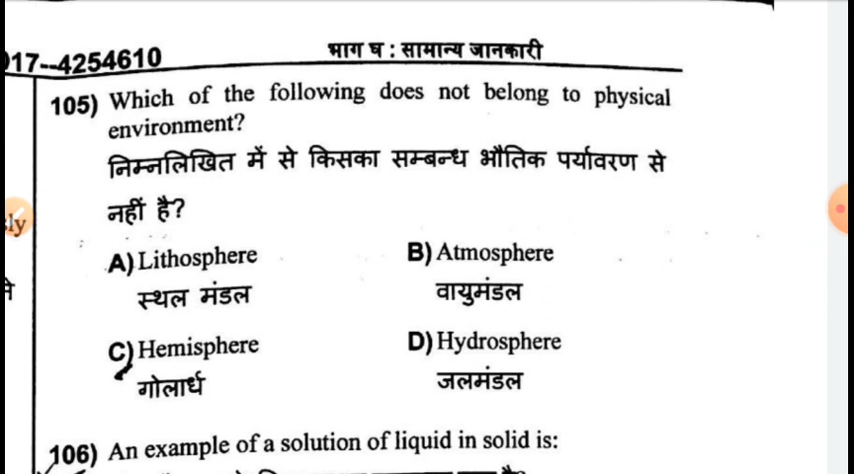 017--4254610
भाग घ : सामान्य जानकारी
105) Which of the following does not belong to physical
environment?
निम्नलिखित में से किसका सम्बन्ध भौतिक पर्यावरण से
नहीं है?
A) Lithosphere
स्थल मंडल
B) Atmosphere
वायुमंडल
C) Hemisphere
गोलार्ध
D) Hydrosphere
जलमंडल
106) An example of a solution of liquid in solid is: